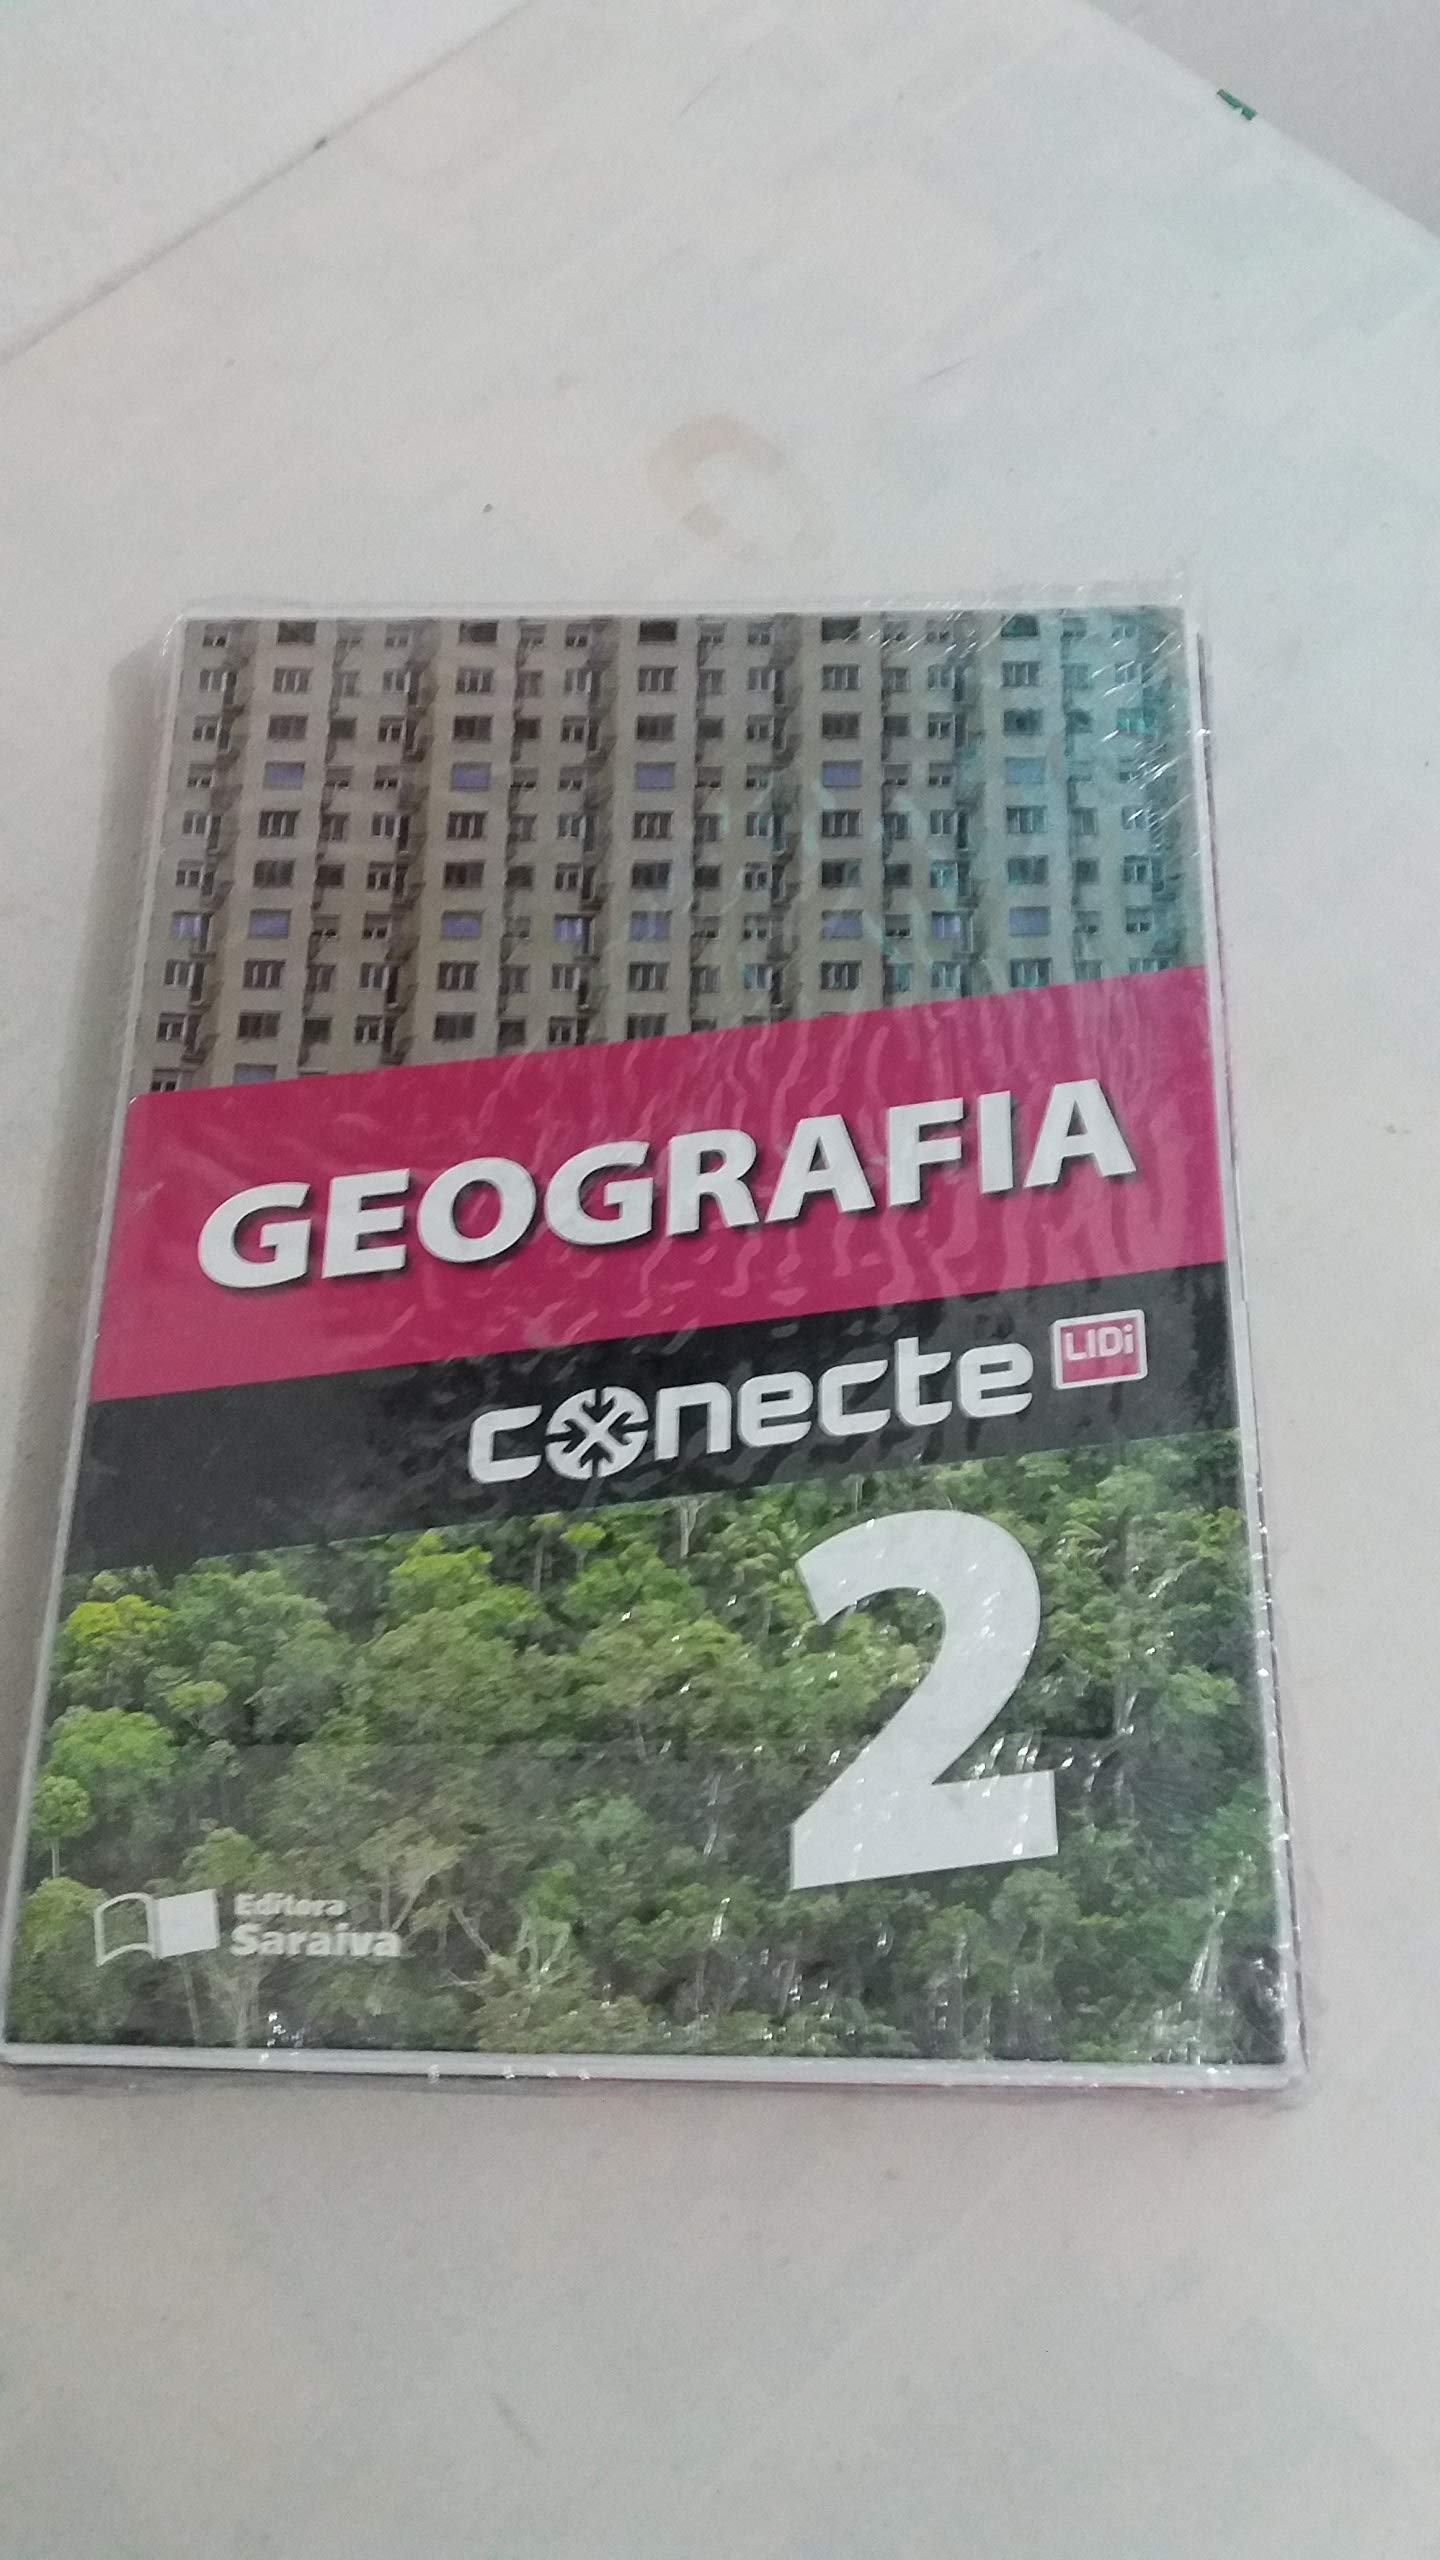 GEOGRAFIA
conecte LIDi
2
Editora
Saraiva